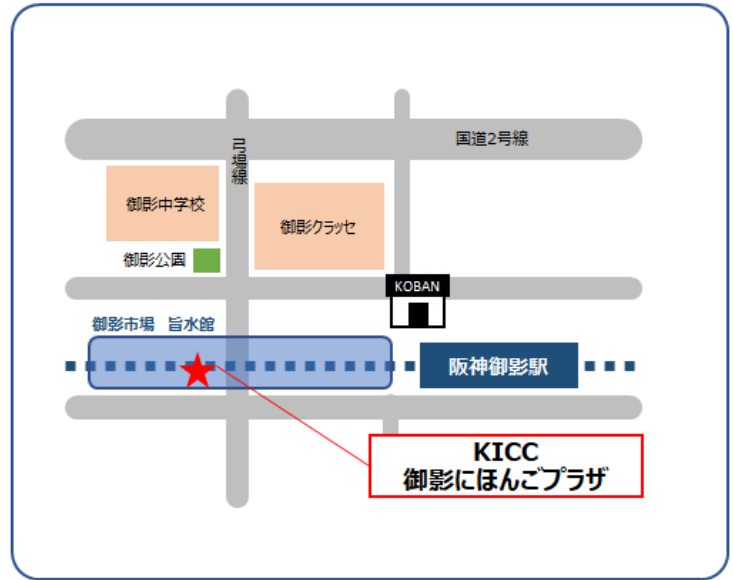 国道2号線
弓場線
御影中学校
御影クラッセ
御影公園
KOBAN
御影市場 旨水館
阪神御影駅
KICC
御影にほんごプラザ